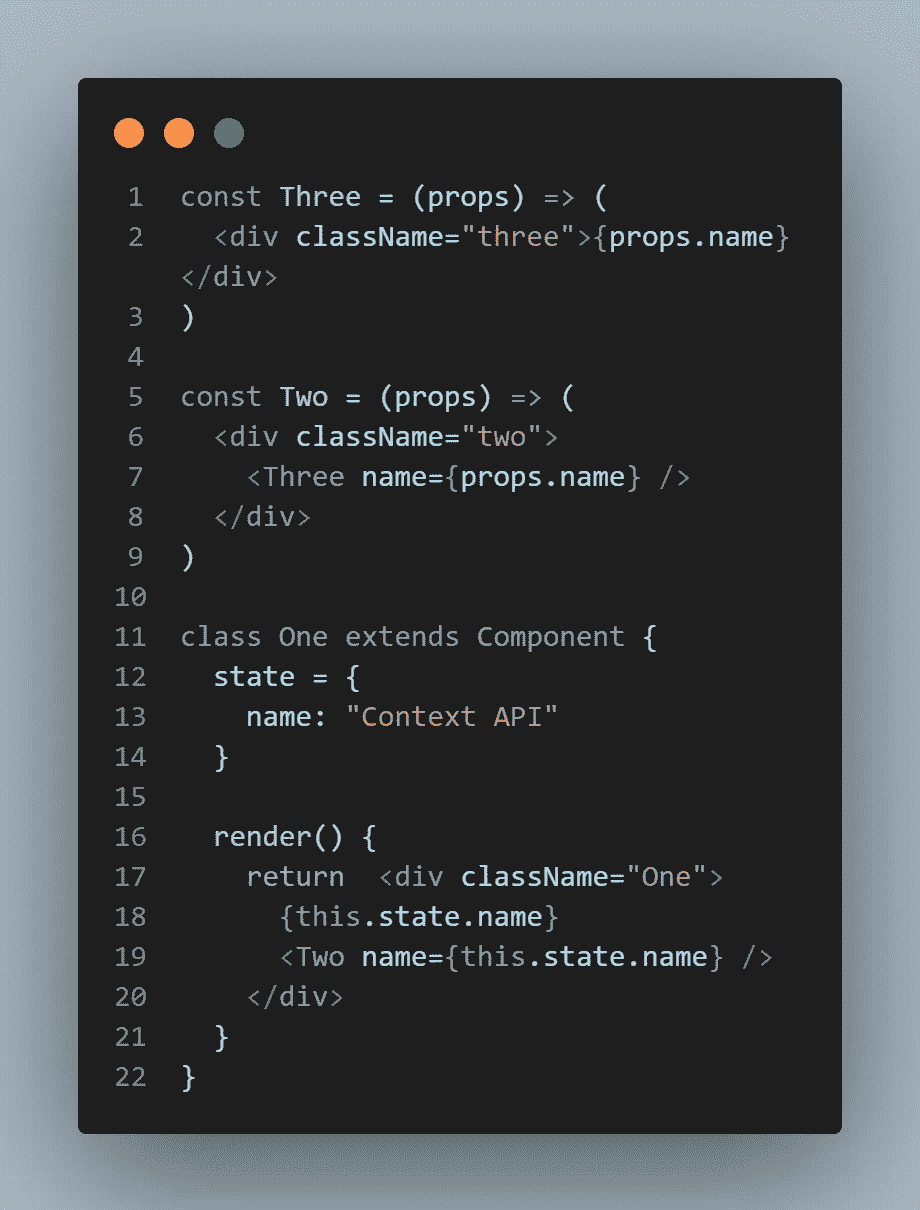 1 const Three = (props) => (
2   <div className="three">{props.name}
</div>
3 )
4
5 const Two = (props) => (
6   <div className="two">
7     <Three name={props.name} />
8   </div>
9 )
10
11 class One extends Component {
12   state = {
13     name: "Context API"
14   }
15
16   render() {
17     return  <div className="One">
18       {this.state.name}
19       <Two name={this.state.name} />
20     </div>
21   }
22 }